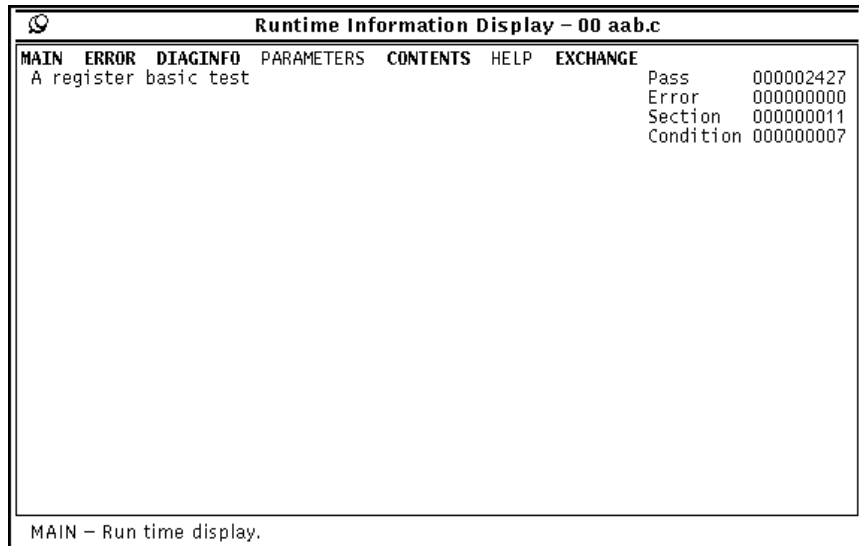 Runtime Information Display – 00 aab.c
MAIN ERROR DIAGINFO PARAMETERS CONTENTS HELP EXCHANGE
A register basic test
Pass 000002427
Error 000000000
Section 000000011
Condition 000000007
MAIN – Run time display.